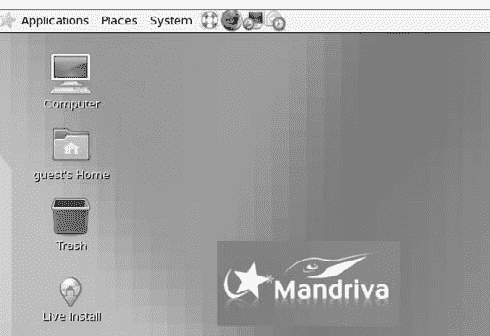 Applications Places System
Computer
guest's Home
Trash
Live Install
Mandriva